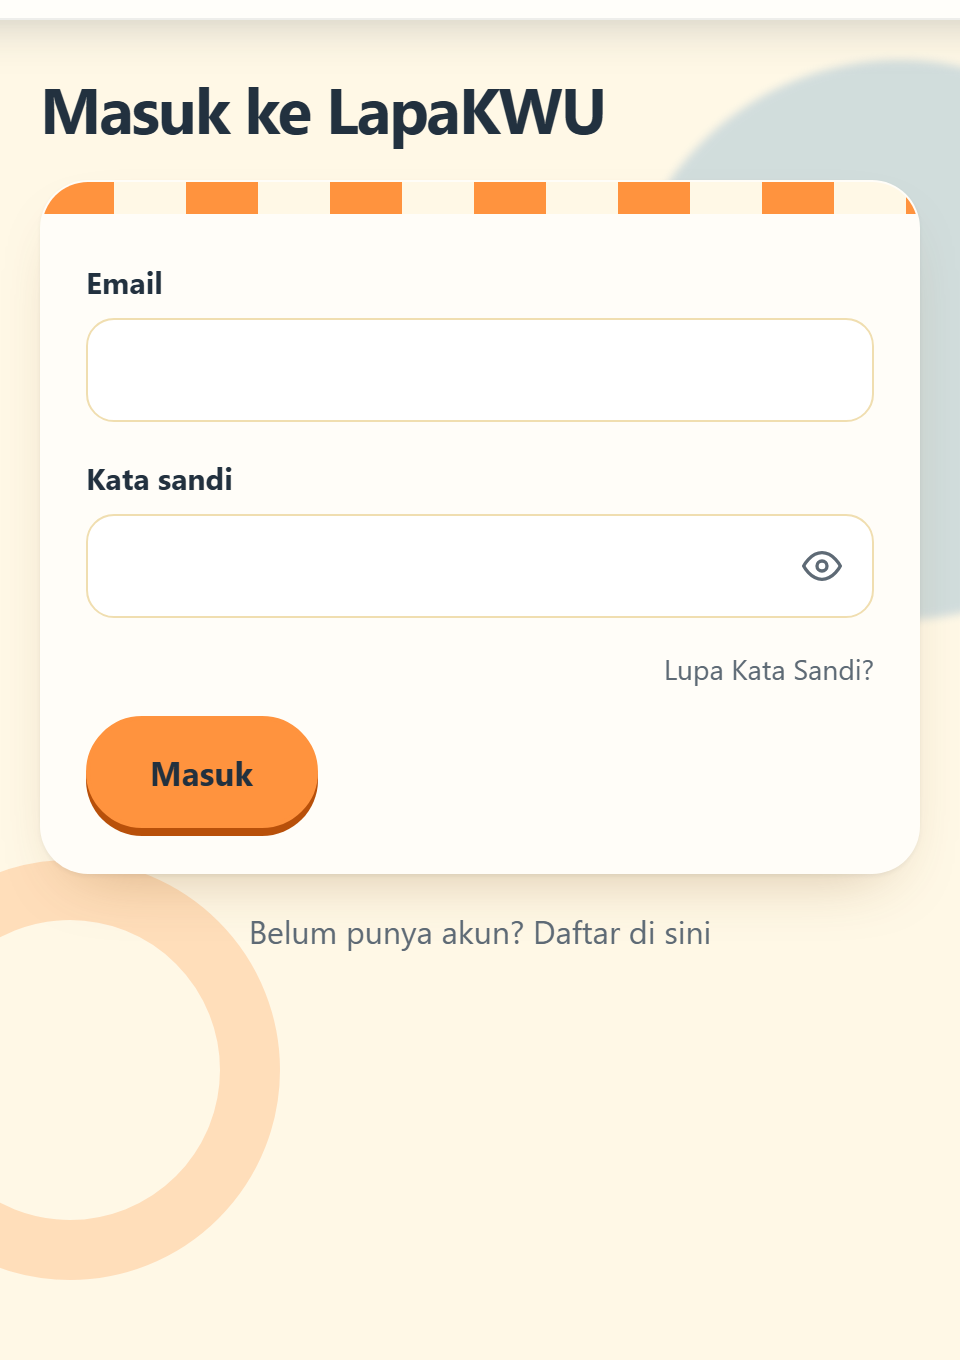 Masuk ke LapaKWU
Email
Kata sandi
Lupa Kata Sandi?
Masuk
Belum punya akun? Daftar di sini